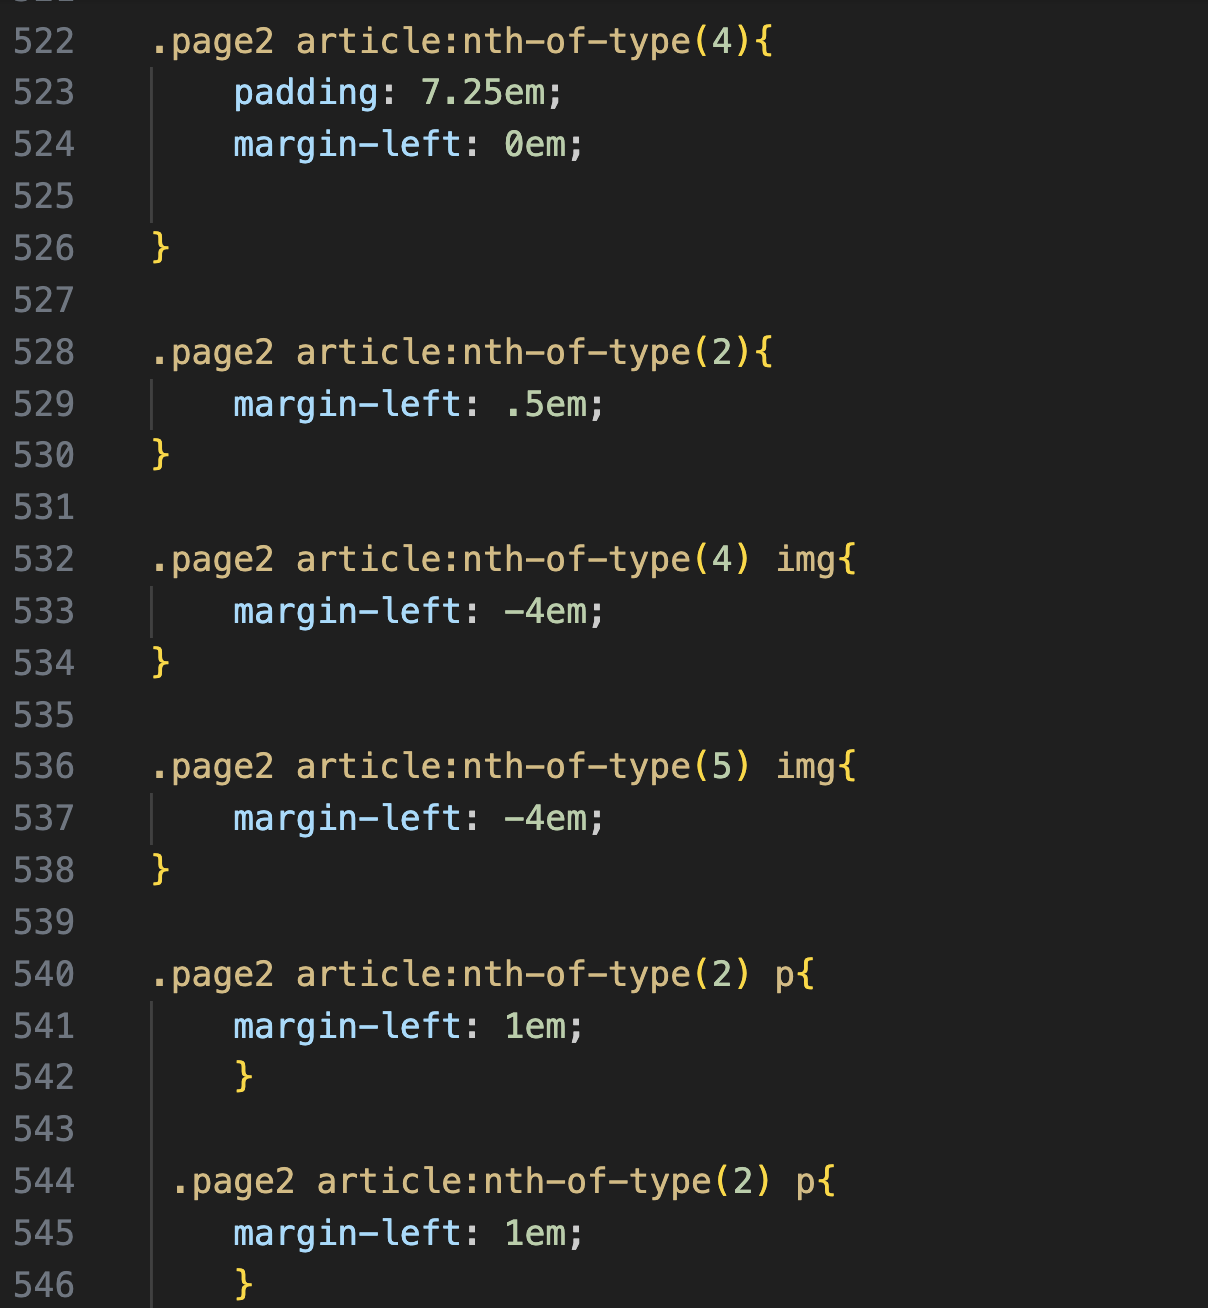 522 .page2 article:nth-of-type(4){
523 padding: 7.25em;
524 margin-left: 0em;
525
526 }
527
528 .page2 article:nth-of-type(2){
529 margin-left: .5em;
530 }
531
532 .page2 article:nth-of-type(4) img{
533 margin-left: -4em;
534 }
535
536 .page2 article:nth-of-type(5) img{
537 margin-left: -4em;
538 }
539
540 .page2 article:nth-of-type(2) p{
541 margin-left: 1em;
542 }
543
544 .page2 article:nth-of-type(2) p{
545 margin-left: 1em;
546 }